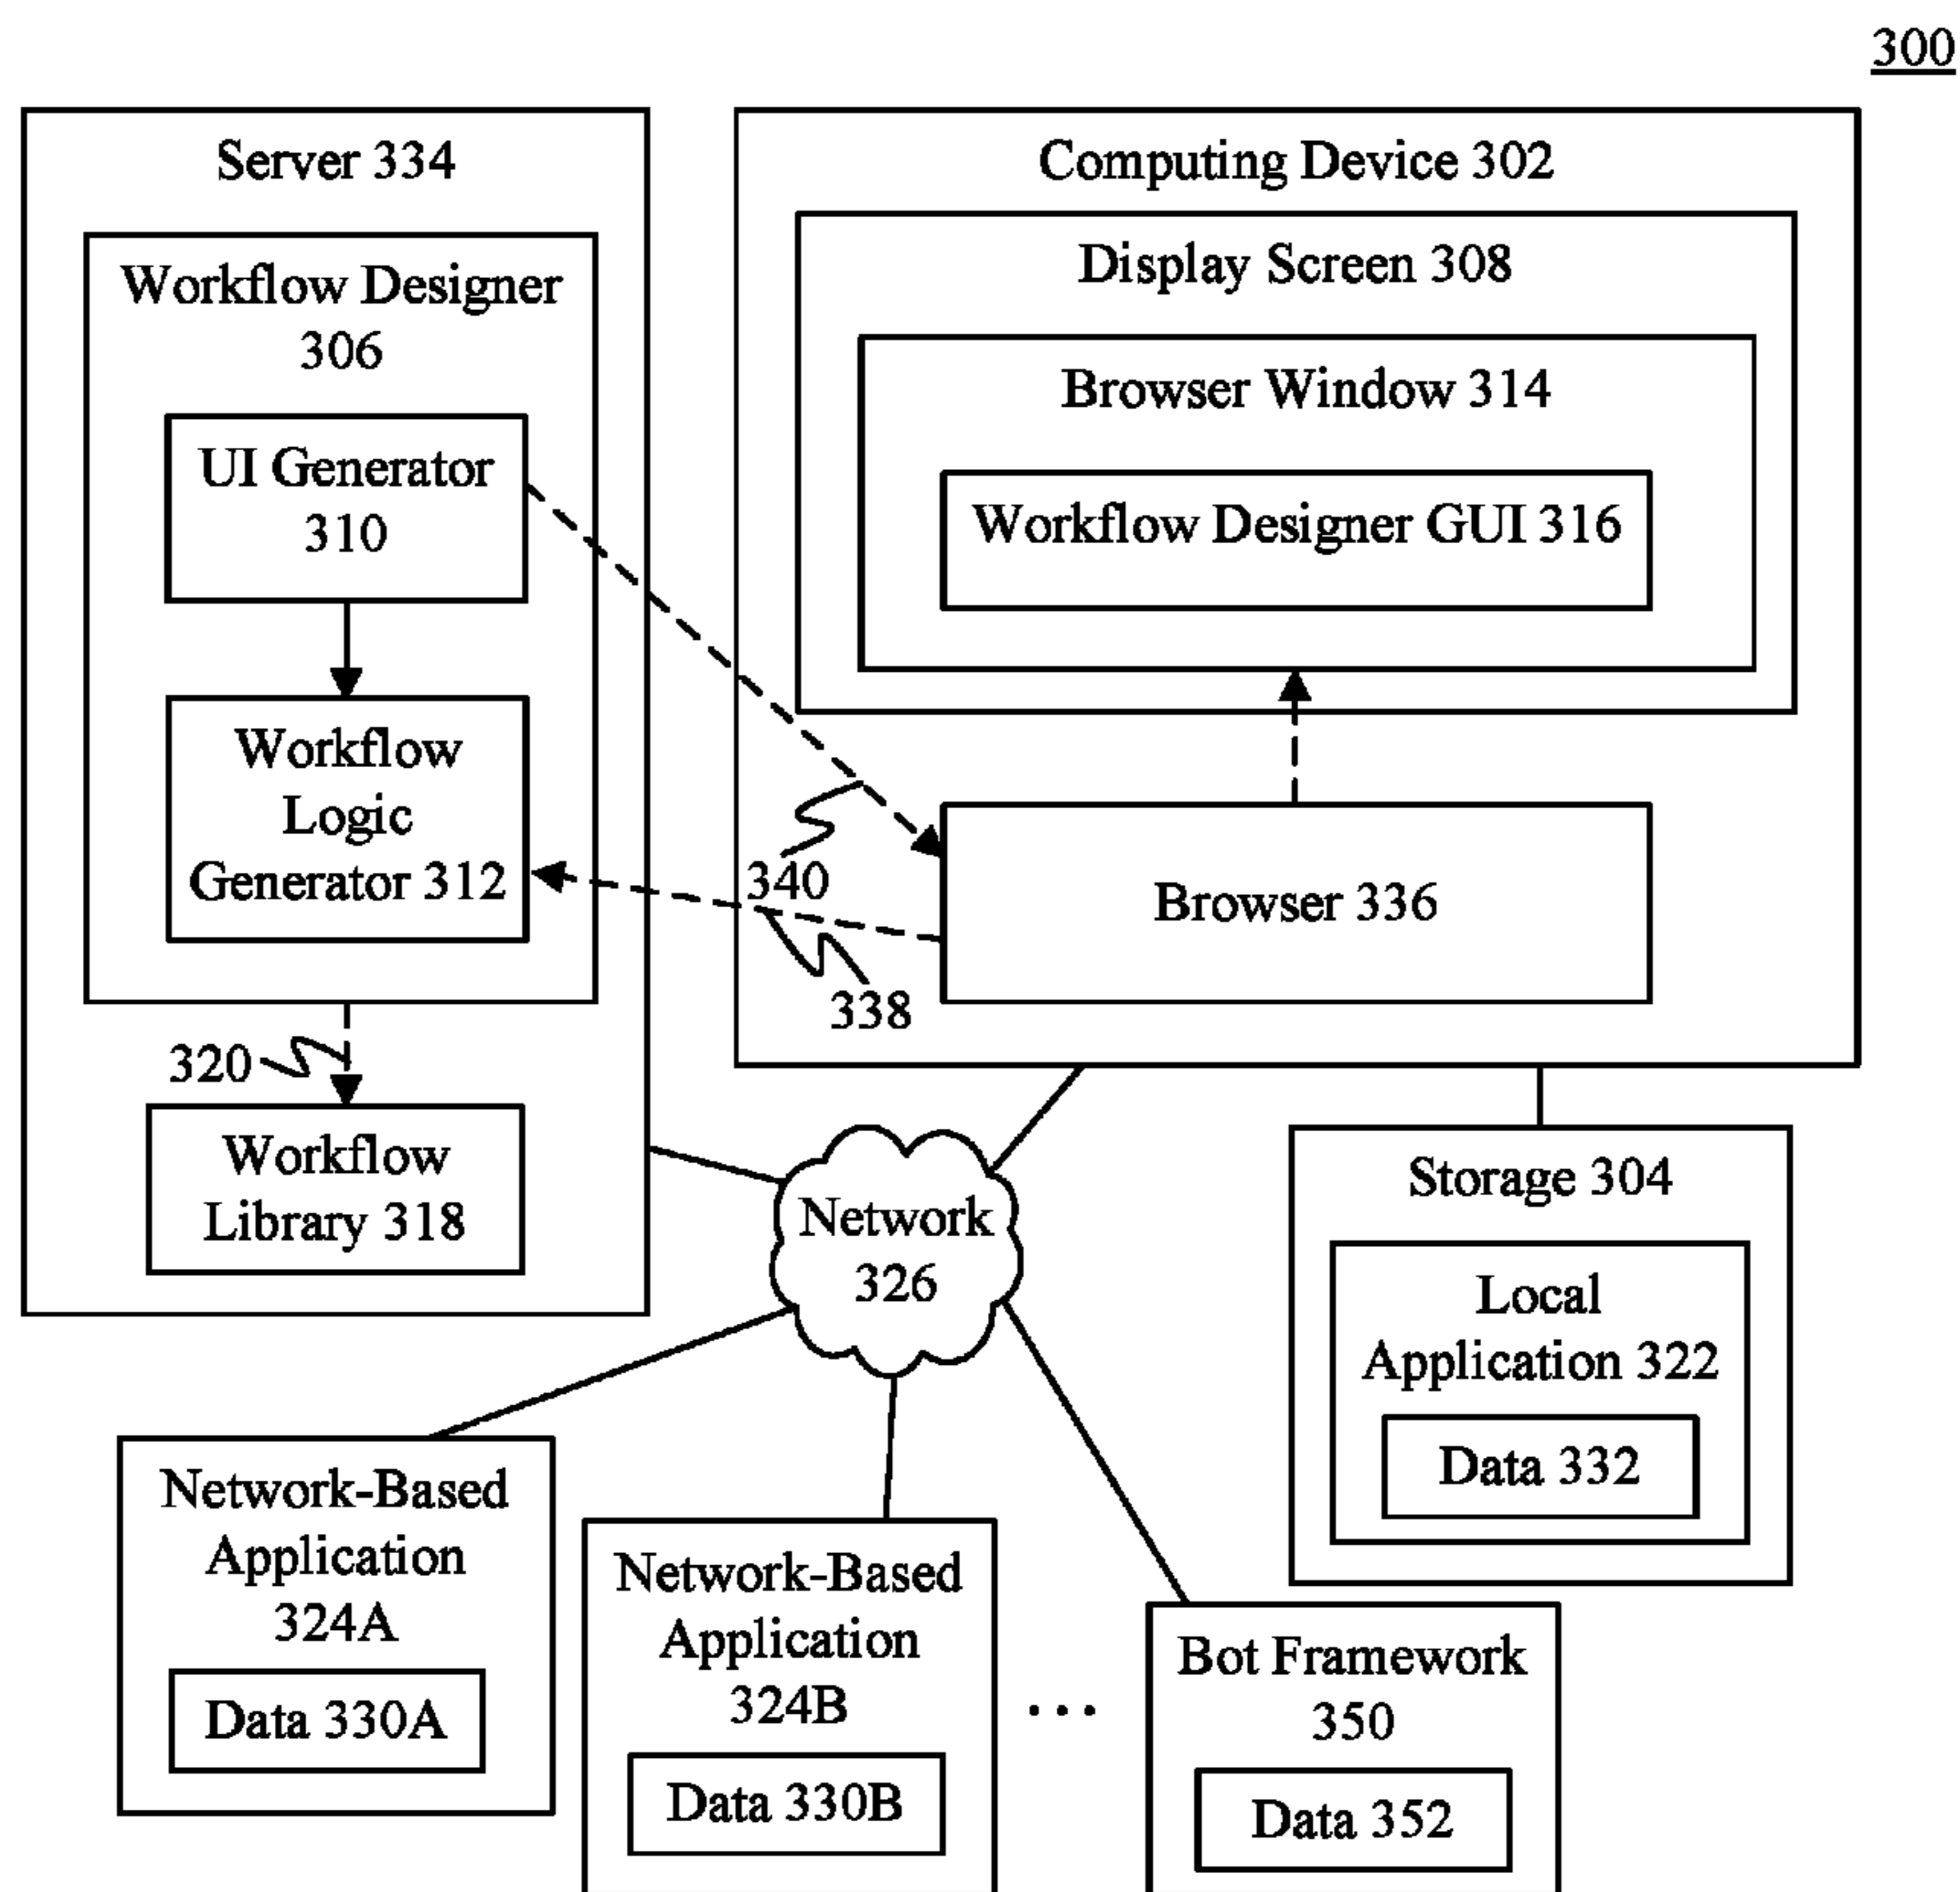 300
Server 334
Workflow Designer
306
UI Generator
310
Workflow
Logic
Generator 312
320
Workflow
Library 318
Computing Device 302
Display Screen 308
Browser Window 314
Workflow Designer GUI 316
340
Browser 336
338
Network
326
Storage 304
Local
Application 322
Data 332
Network-Based
Application
324A
Data 330A
Network-Based
Application
324B
Data 330B
...
Bot Framework
350
Data 352